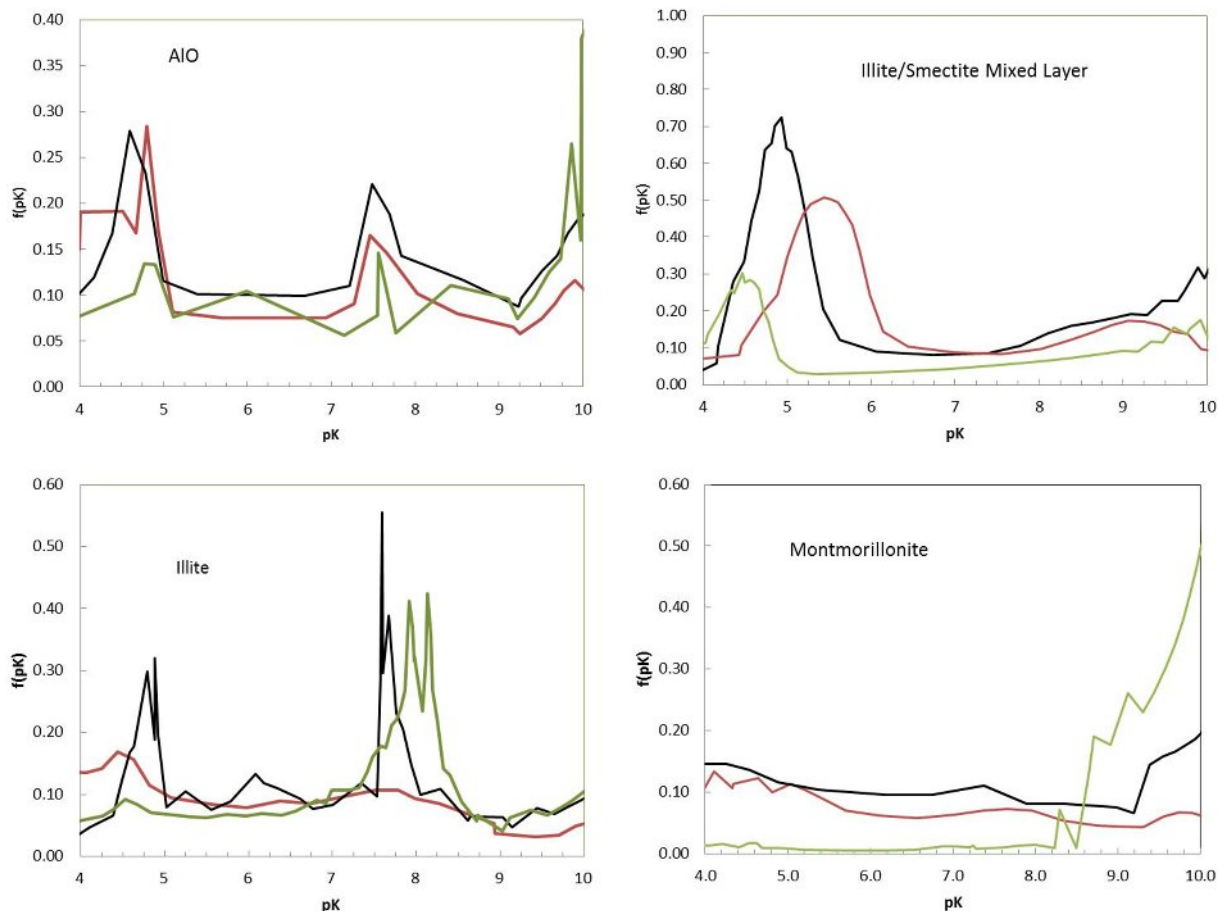 0.40
0.35
0.30
0.25
0.20
0.15
0.10
0.05
0.00
f(pK)
AlO
4 5 6 7 8 9 10
pK
1.00
0.90
0.80
0.70
0.60
0.50
0.40
0.30
0.20
0.10
0.00
f(pK)
Illite/Smectite Mixed Layer
4 5 6 7 8 9 10
pK
0.60
0.50
0.40
0.30
0.20
0.10
0.00
f(pK)
Illite
4 5 6 7 8 9 10
pK
0.60
0.50
0.40
0.30
0.20
0.10
0.00
f(pK)
Montmorillonite
4.0 5.0 6.0 7.0 8.0 9.0 10.0
pK